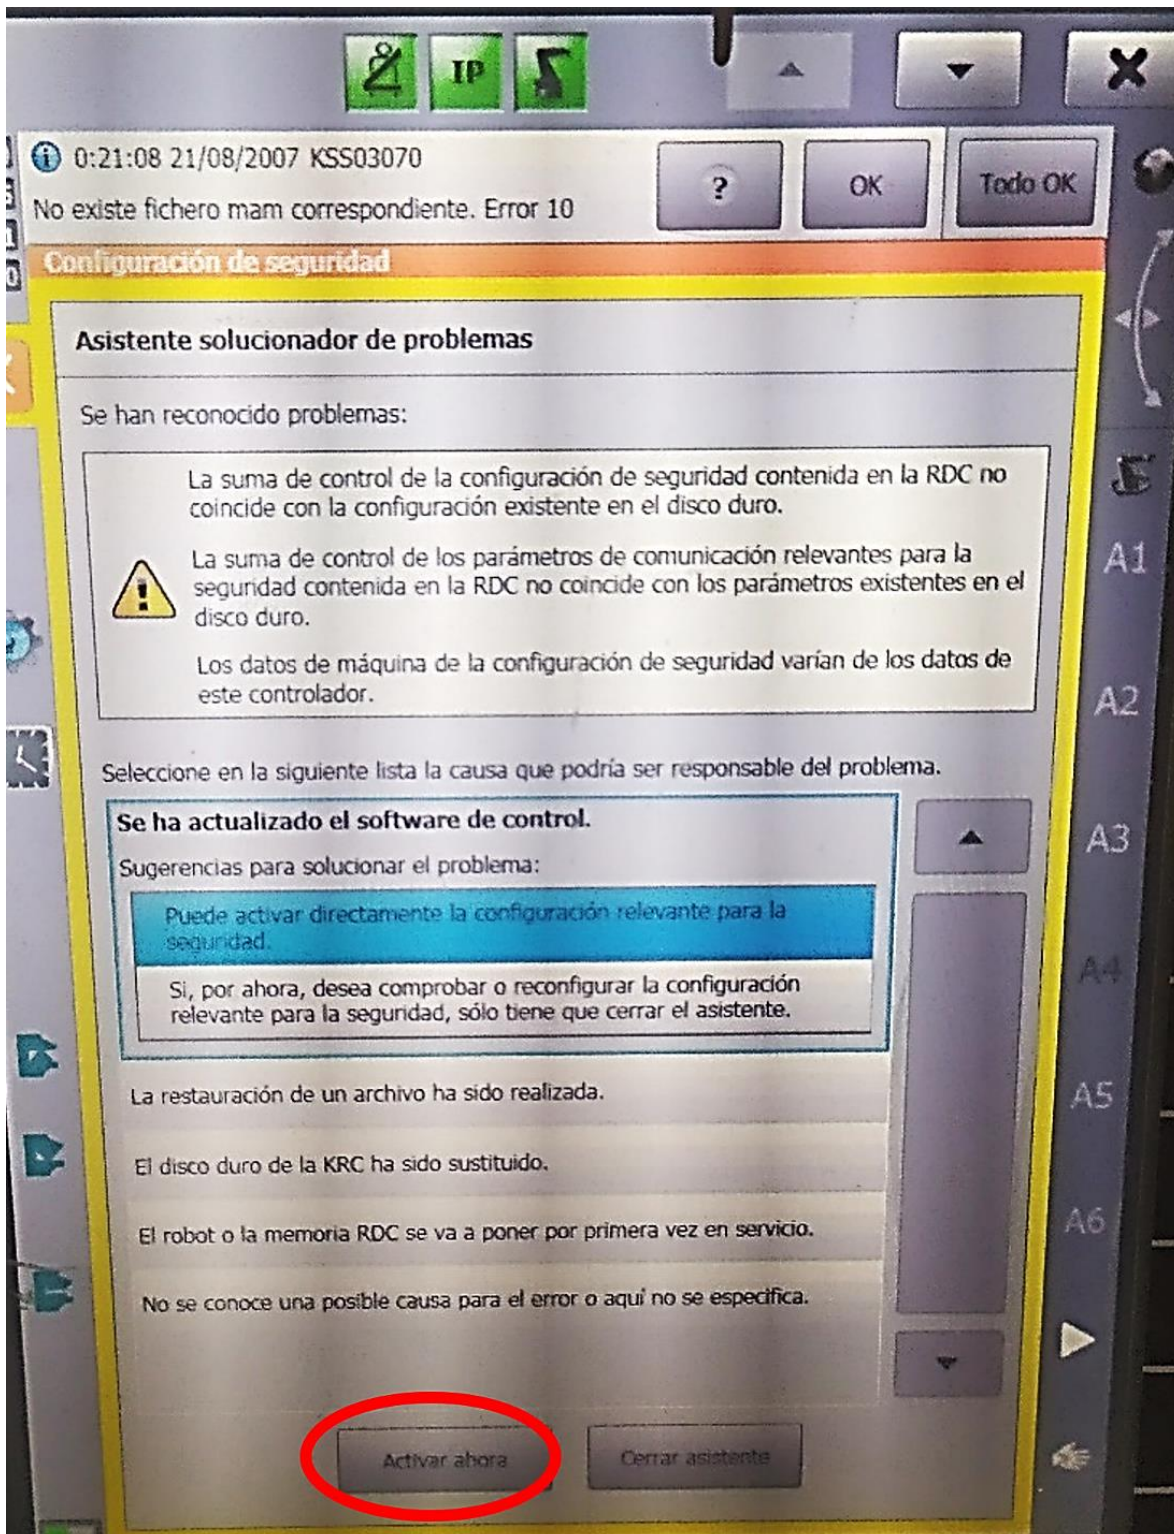 IP
0:21:08 21/08/2007 KSS03070
No existe fichero mam correspondiente. Error 10
?
OK
Todo OK
Configuración de seguridad
Asistente solucionador de problemas
Se han reconocido problemas:
La suma de control de la configuración de seguridad contenida en la RDC no
coincide con la configuración existente en el disco duro.
La suma de control de los parámetros de comunicación relevantes para la
seguridad contenida en la RDC no coincide con los parámetros existentes en el
disco duro.
Los datos de máquina de la configuración de seguridad varían de los datos de
este controlador.
Seleccione en la siguiente lista la causa que podría ser responsable del problema.
Se ha actualizado el software de control.
Sugerencias para solucionar el problema:
Puede activar directamente la configuración relevante para la
seguridad.
Si, por ahora, desea comprobar o reconfigurar la configuración
relevante para la seguridad, sólo tiene que cerrar el asistente.
La restauración de un archivo ha sido realizada.
El disco duro de la KRC ha sido sustituido.
El robot o la memoria RDC se va a poner por primera vez en servicio.
No se conoce una posible causa para el error o aquí no se especifica.
Activar ahora
Cerrar asistente
A1
A2
A3
A4
A5
A6